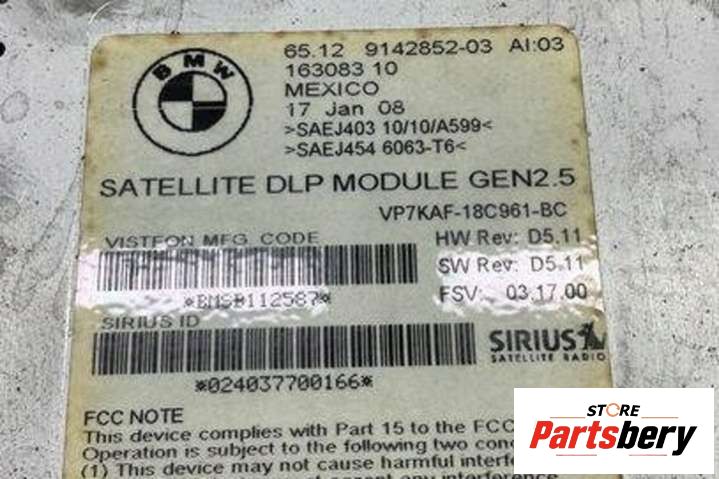 BMW
65.12 9142852-03 AI:03
163083 10
MEXICO
17 Jan 08
>SAEJ403 10/10/A599<
>SAEJ454 6063-T6<
SATELLITE DLP MODULE GEN2.5
VP7KAF-18C961-BC
VISTEON MFG CODE
HW Rev: D5.11
SW Rev: D5.11
*BMSB112587*
FSV: 03.17.00
SIRIUS ID
SIRIUS
SATELLITE RADIO
*024037700166*
FCC NOTE
This device complies with Part 15 to the FCC
Operation is subject to the following two
(1) This device may not cause harmful
STORE
Partsbery